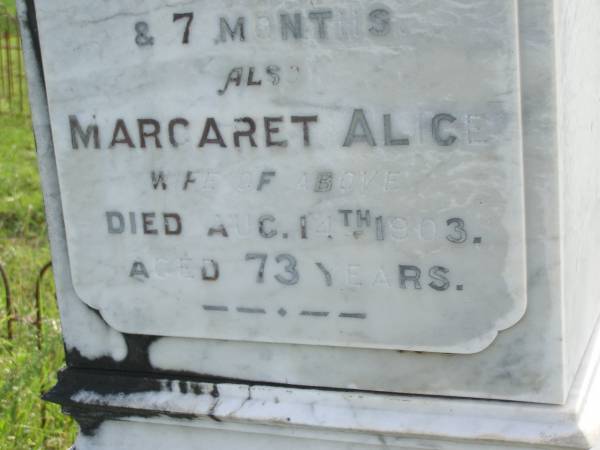 & 7 MONTHS.
ALSO
MARGARET ALICE
WIFE OF ABOVE
DIED AUG. 14TH 1903.
AGED 73 YEARS.